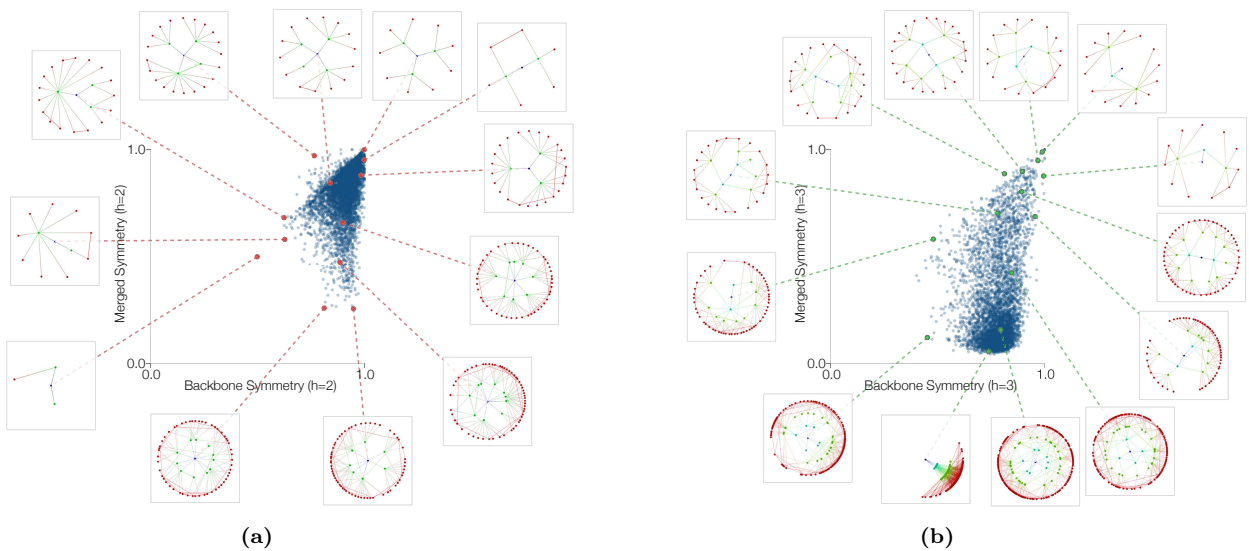 1.0
Merged Symmetry (h=2)
0.0
0.0
1.0
Backbone Symmetry (h=2)
(a)
1.0
Merged Symmetry (h=3)
0.0
0.0
1.0
Backbone Symmetry (h=3)
(b)